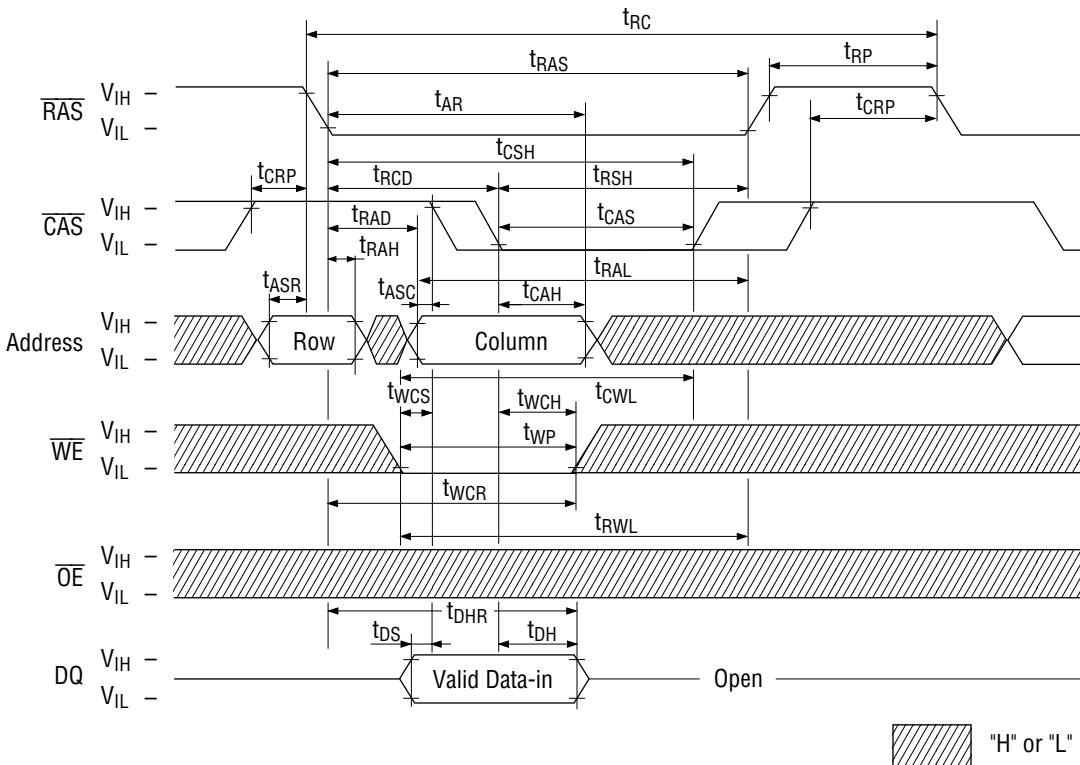 tRC
tRAS
tRP
RAS
VIH –
VIL –
tAR
tCRP
tCSH
tCRP
tRCD
tRSH
CAS
VIH –
VIL –
tRAD
tCAS
tRAH
tRAL
tASR
tASC
tCAH
Address
VIH –
VIL –
Row
Column
tWCS
tCWL
tWCH
WE
VIH –
VIL –
tWP
tWCR
tRWL
OE
VIH –
VIL –
tDHR
tDS
tDH
DQ
VIH –
VIL –
Valid Data-in
Open
"H" or "L"